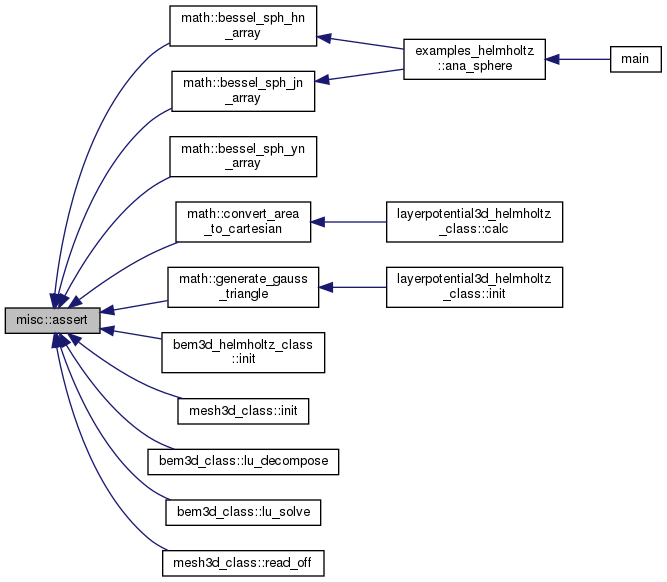 math::bessel_sph_hn
_array
examples_helmholtz
::ana_sphere
main
math::bessel_sph_jn
_array
math::bessel_sph_yn
_array
math::convert_area
_to_cartesian
layerpotential3d_helmholtz
_class::calc
math::generate_gauss
_triangle
layerpotential3d_helmholtz
_class::init
misc::assert
bem3d_helmholtz_class
::init
mesh3d_class::init
bem3d_class::lu_decompose
bem3d_class::lu_solve
mesh3d_class::read_off